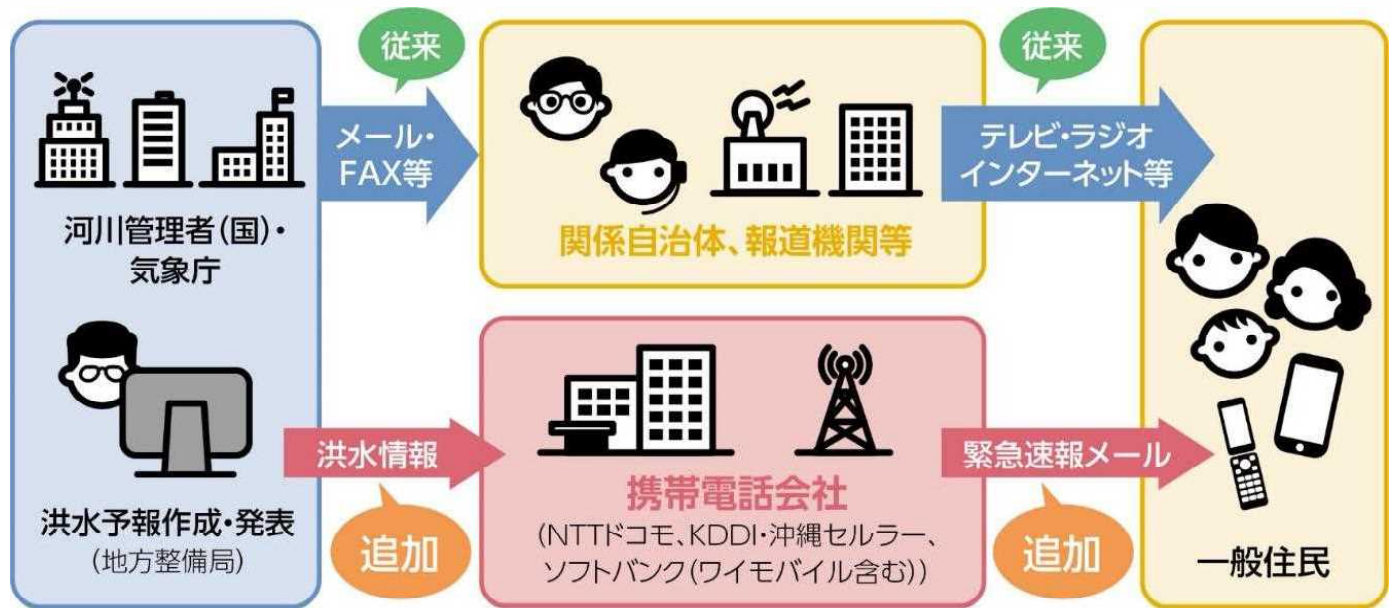 河川管理者(国)・
気象庁
洪水予報作成・発表
(地方整備局)
従来
メール・
FAX等
関係自治体、報道機関等
従来
テレビ・ラジオ
インターネット等
洪水情報
追加
携帯電話会社
(NTTドコモ、KDDI・沖縄セルラー、
ソフトバンク(ワイモバイル含む))
緊急速報メール
追加
一般住民